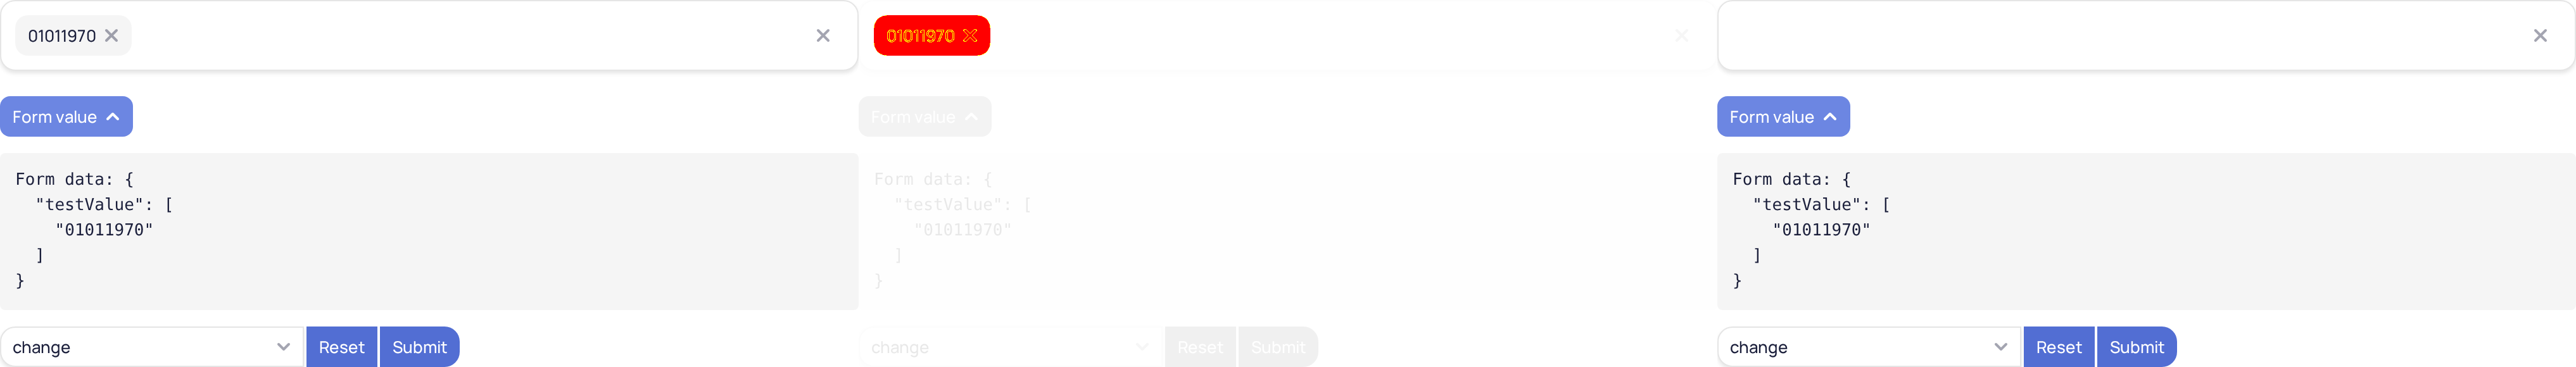 01011970
Form value
Form data: {
  "testValue": [
    "01011970"
  ]
}
change
Reset
Submit
01011970
Form value
Form data: {
  "testValue": [
    "01011970"
  ]
}
change
Reset
Submit
Form value
Form data: {
  "testValue": [
    "01011970"
  ]
}
change
Reset
Submit